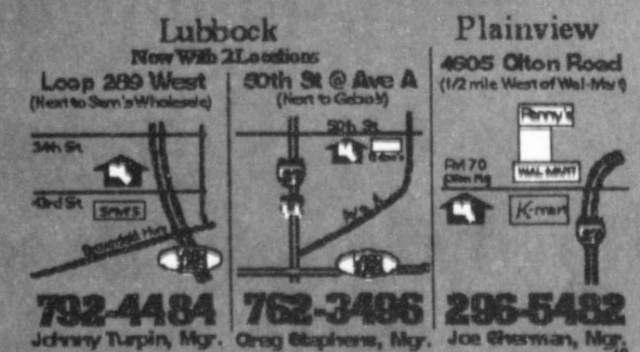 Lubbock
Now With 2 Locations
Loop 289 West
(Next to Sam's Wholesale)
34th St
43rd St
SAM'S
Brownfield Hwy
792-4484
Johnny Turpin, Mgr.
50th St @ Ave A
(Next to Gebo's)
50th St
Gebo's
87
Ave A
762-3496
Greg Stephens, Mgr.
Plainview
4605 Olton Road
(1/2 mile West of Wal-Mart)
Penny's
WAL-MART
FM 70
Olton Rd
K-mart
87
296-5482
Joe Sherman, Mgr.